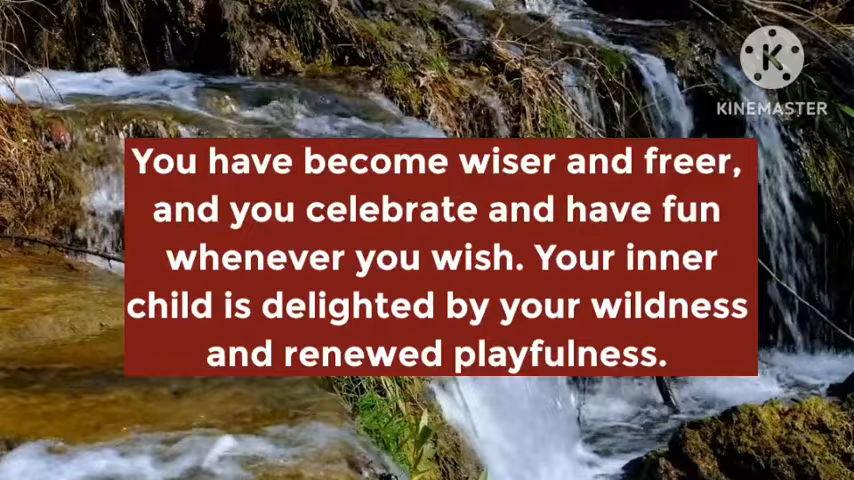 KINEMASTER
You have become wiser and freer,
and you celebrate and have fun
whenever you wish. Your inner
child is delighted by your wildness
and renewed playfulness.